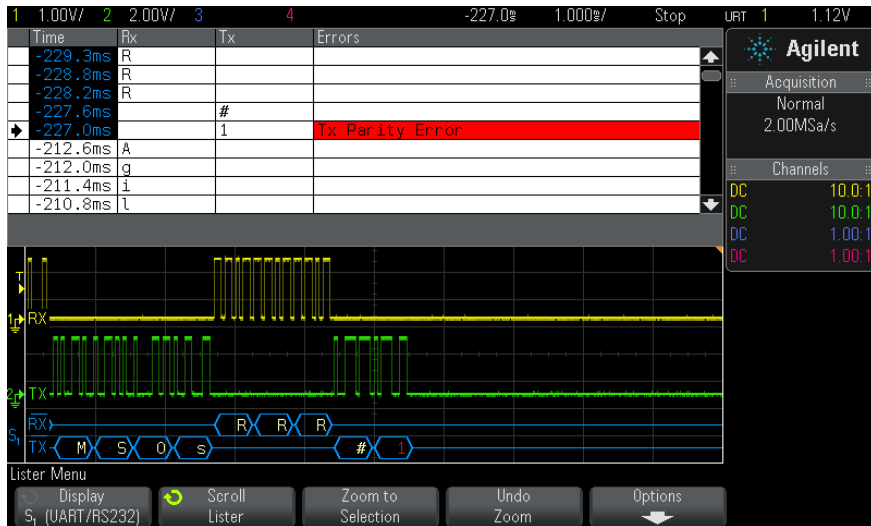 1 1.00V/ 2 2.00V/ 3 4 -227.0s 1.000s/ Stop URT 1 1.12V
Time Rx Tx Errors
-229.3ms R
-228.8ms R
-228.2ms R
-227.6ms #
-227.0ms 1 Tx Parity Error
-212.6ms A
-212.0ms g
-211.4ms i
-210.8ms l
Agilent
Acquisition
Normal
2.00MSa/s
Channels
DC 10.0:1
DC 10.0:1
DC 1.00:1
DC 1.00:1
T
1 RX
2 TX
S1 RX R R R
TX M S O s # 1
Lister Menu
Display
S1 (UART/RS232)
Scroll
Lister
Zoom to
Selection
Undo
Zoom
Options